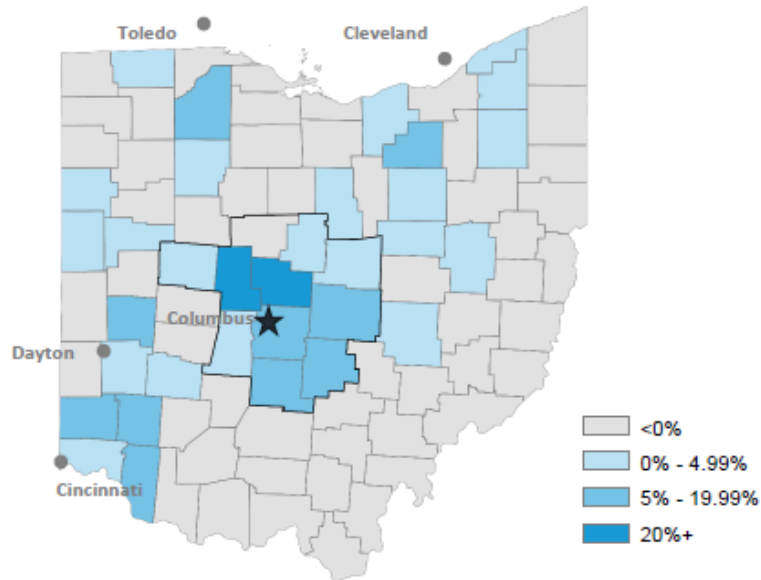 Toledo
Cleveland
Columbus
Dayton
Cincinnati
<0%
0% - 4.99%
5% - 19.99%
20%+